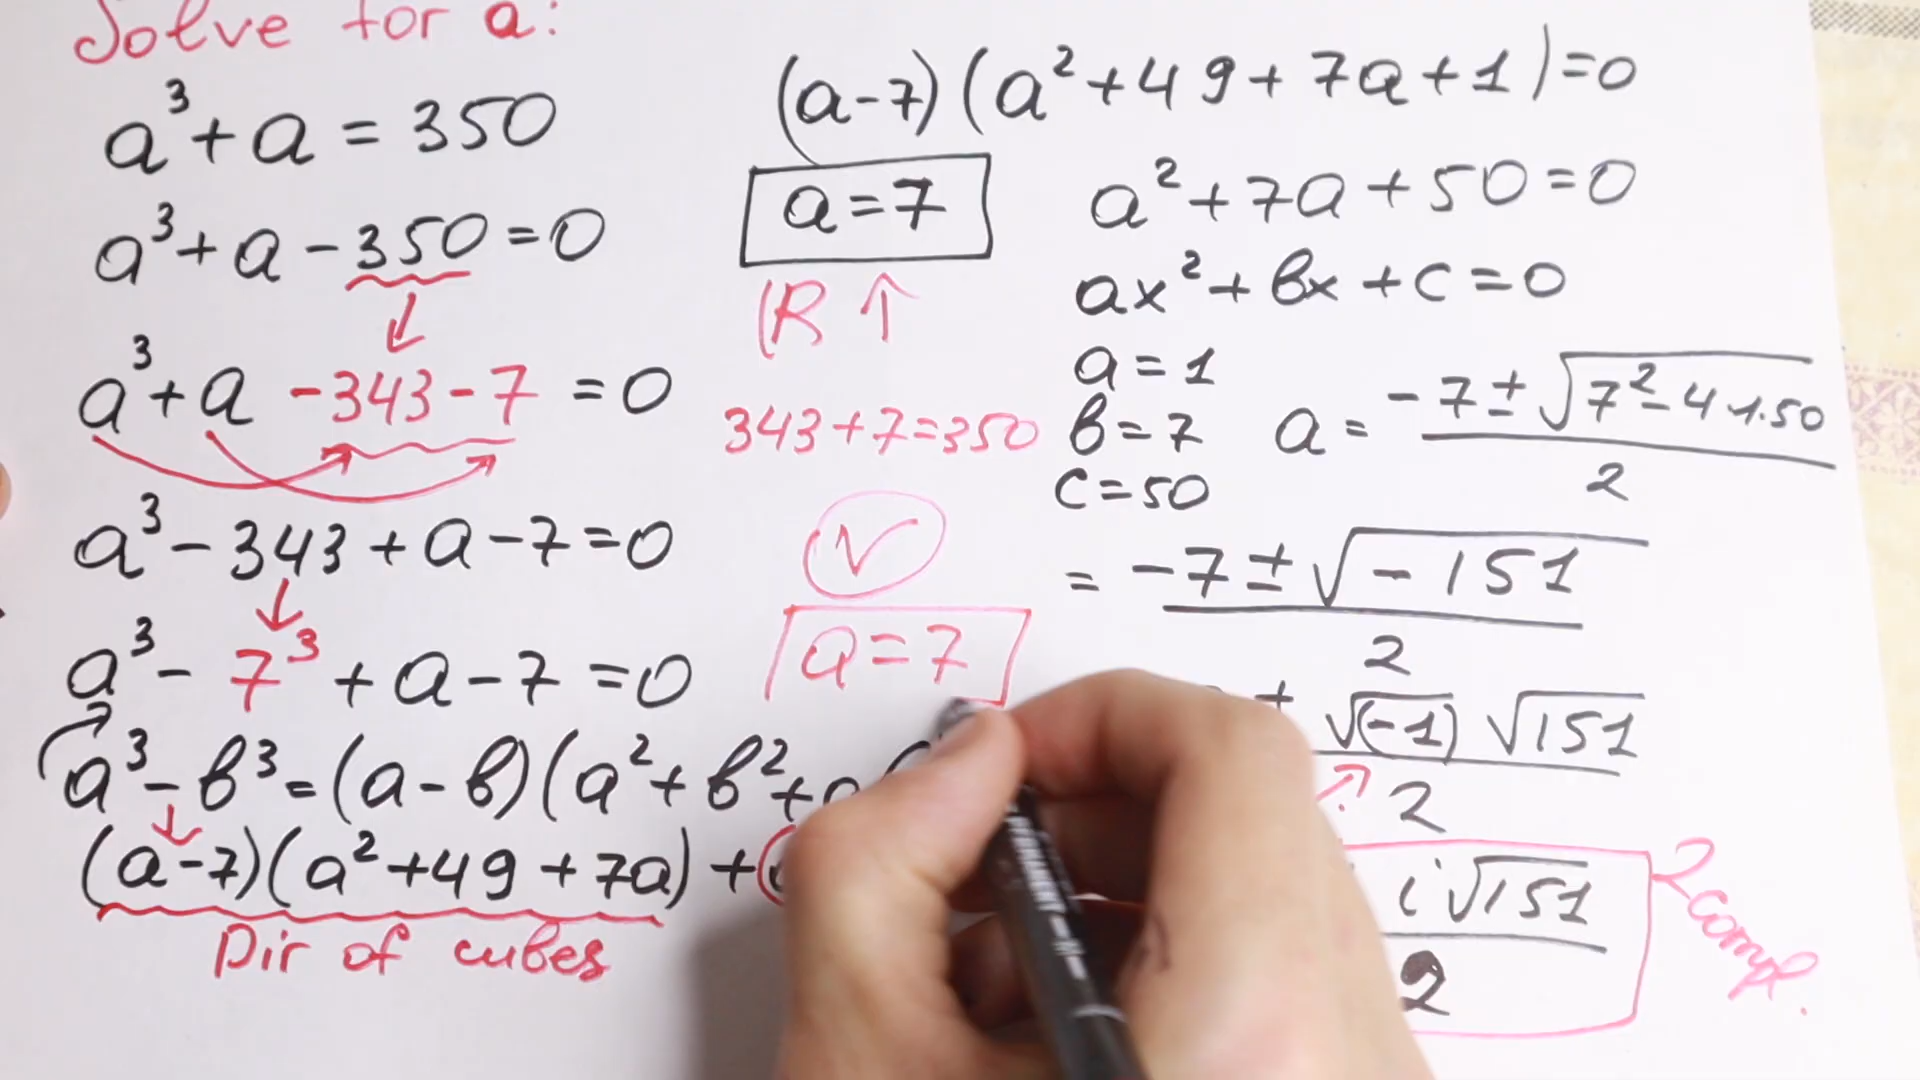 Solve for a:
a³+a=350
a³+a-350=0
a³+a-343-7=0
a³-343+a-7=0
a³-7³+a-7=0
a³-b³=(a-b)(a²+b²+a
(a-7)(a²+49+7a)+(
Dir of cubes
(a-7)(a²+49+7a+1)=0
a=7
R ↑
343+7=350
√
a=7
a²+7a+50=0
ax²+bx+c=0
a=1
b=7
c=50
a=(-7±√(7²-4·1·50))/2
=(-7±√(-151))/2
± √(-1) √151
2
i√151
2
2 compl.